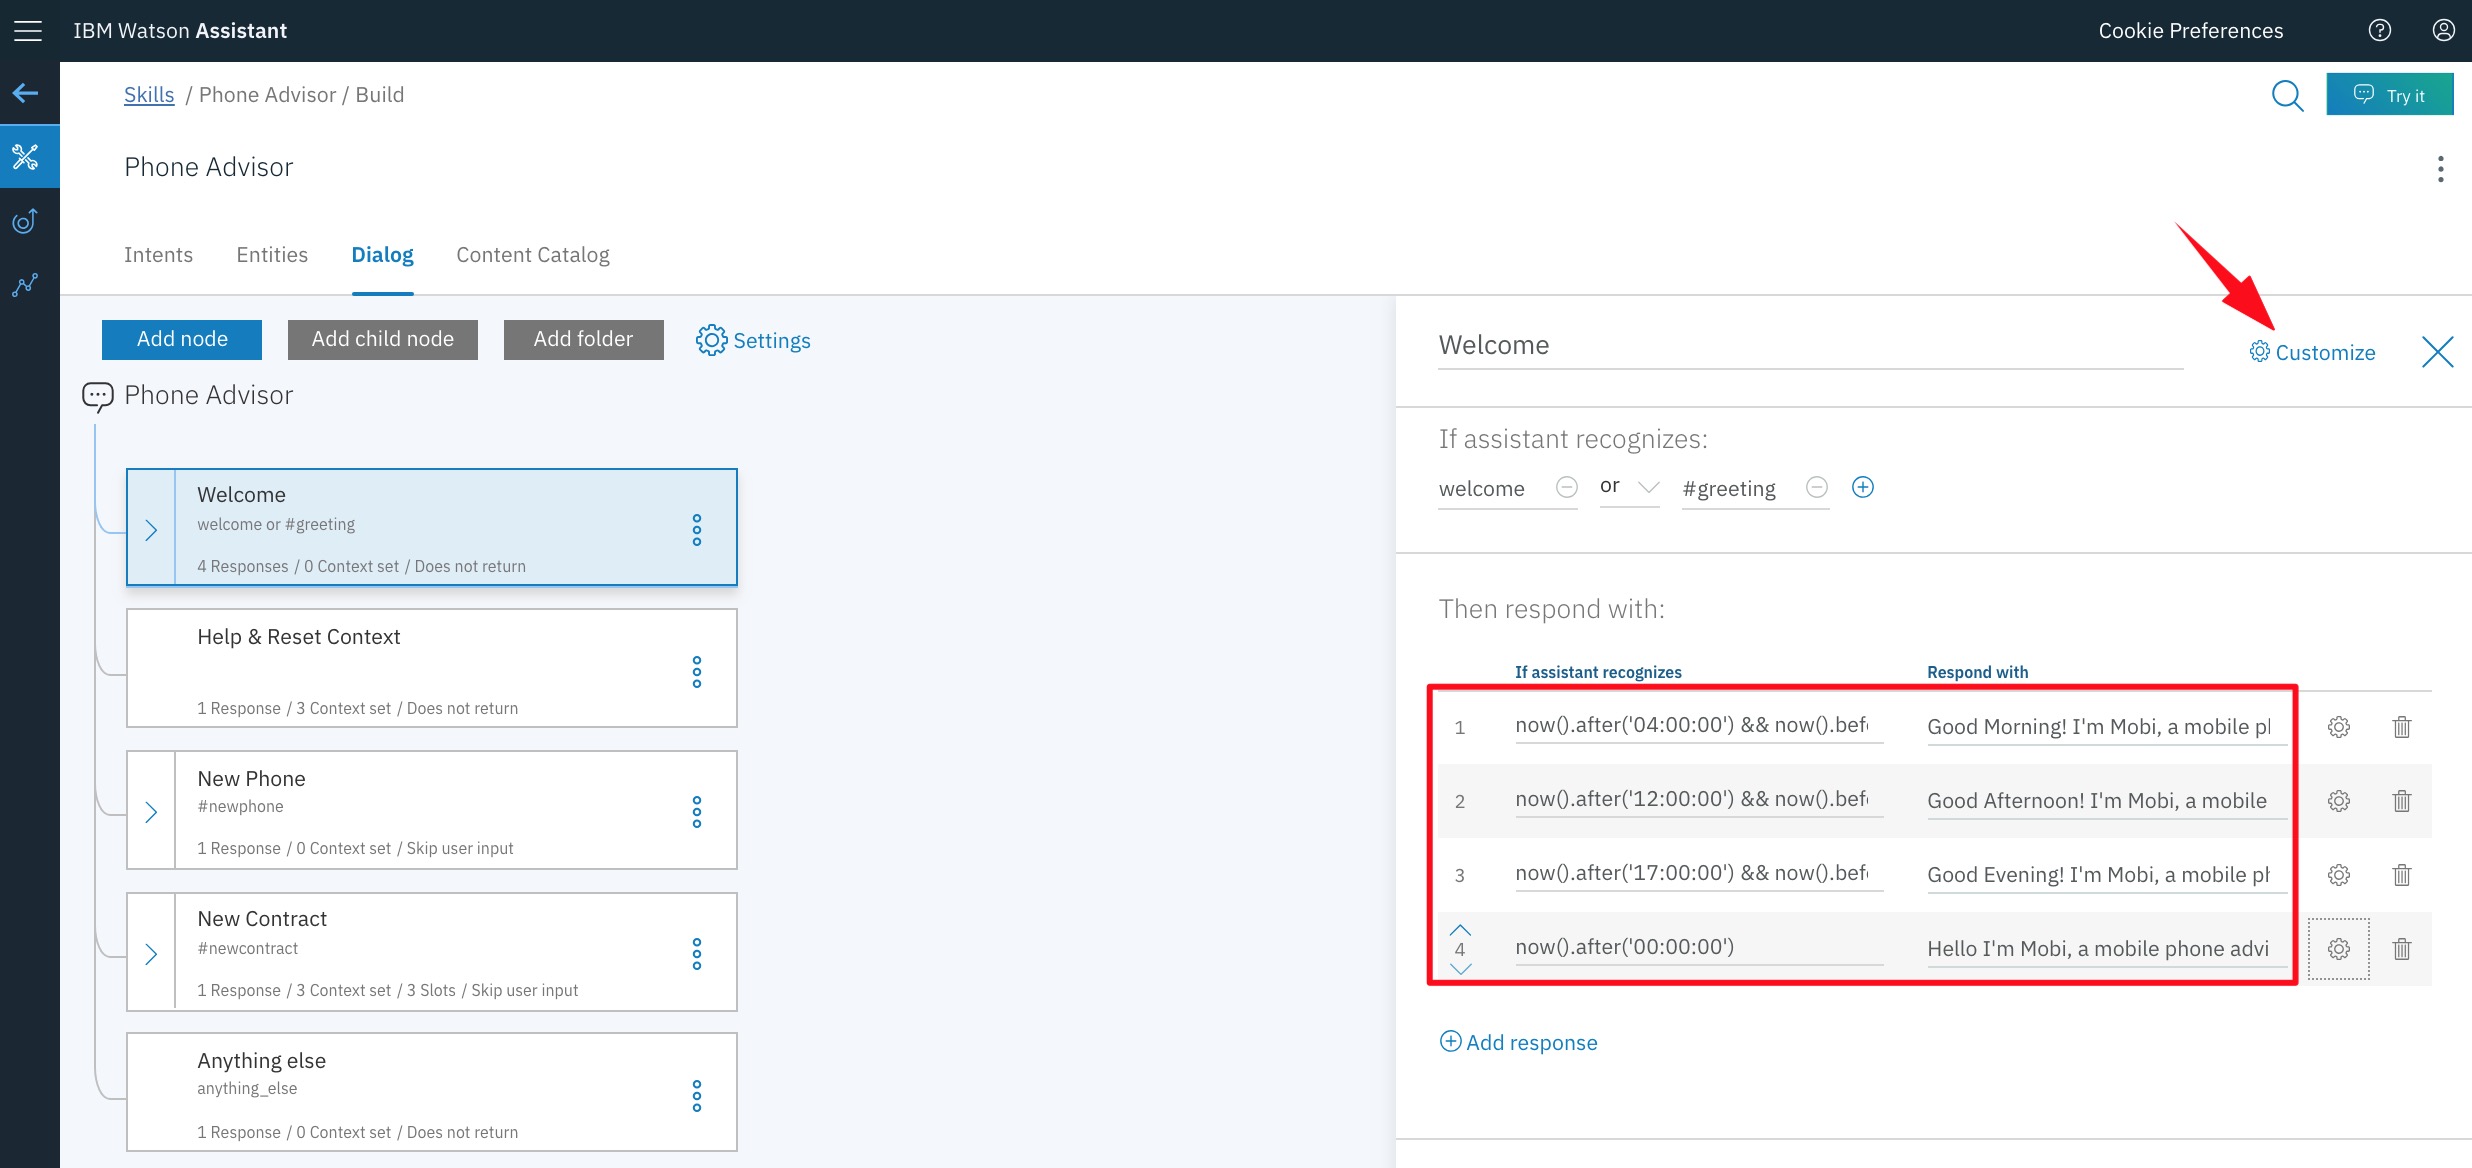 IBM Watson Assistant
Cookie Preferences
Skills / Phone Advisor / Build
Try it
Phone Advisor
Intents Entities Dialog Content Catalog
Add node Add child node Add folder Settings
Phone Advisor
Welcome
welcome or #greeting
4 Responses / 0 Context set / Does not return
Help & Reset Context
1 Response / 3 Context set / Does not return
New Phone
#newphone
1 Response / 0 Context set / Skip user input
New Contract
#newcontract
1 Response / 3 Context set / 3 Slots / Skip user input
Anything else
anything_else
1 Response / 0 Context set / Does not return
Welcome
Customize
If assistant recognizes:
welcome or #greeting
Then respond with:
If assistant recognizes Respond with
1 now().after('04:00:00') && now().bef Good Morning! I'm Mobi, a mobile pl
2 now().after('12:00:00') && now().bef Good Afternoon! I'm Mobi, a mobile
3 now().after('17:00:00') && now().bef Good Evening! I'm Mobi, a mobile ph
4 now().after('00:00:00') Hello I'm Mobi, a mobile phone advi
Add response